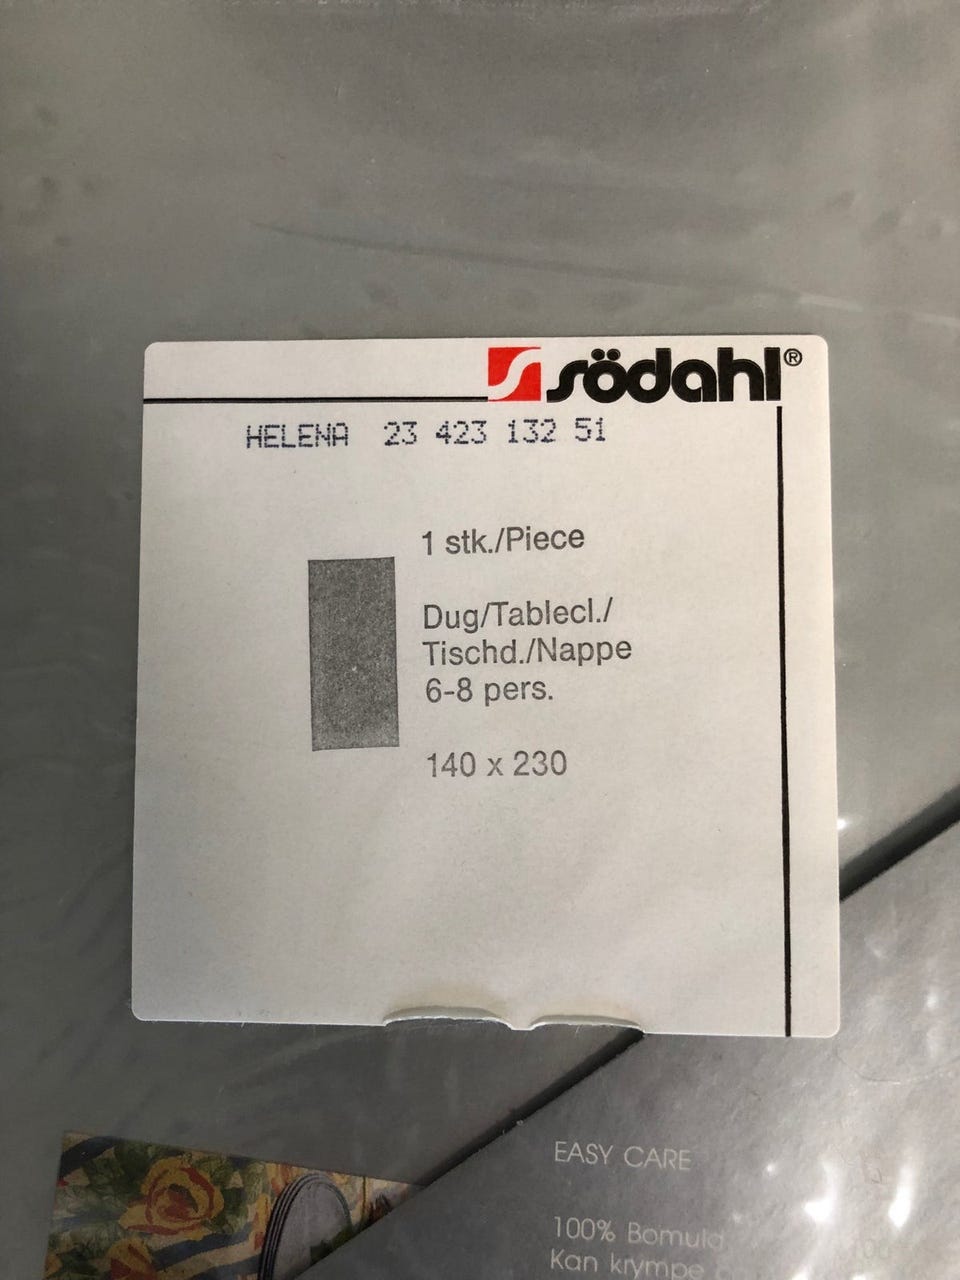 södahl®
HELENA 23 423 132 51
1 stk./Piece
Dug/Tablecl./
Tischd./Nappe
6-8 pers.
140 x 230
EASY CARE
100% Bomuld
Kan krympe